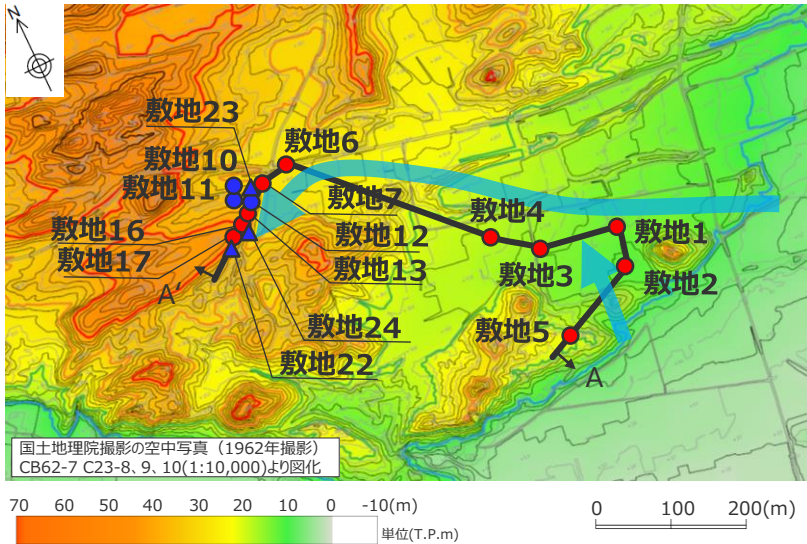 N
敷地23
敷地6
敷地10
敷地11
敷地7
敷地4
敷地1
敷地16
敷地12
敷地3
敷地17
敷地13
敷地2
A'
敷地24
敷地5
敷地22
A
国土地理院撮影の空中写真（1962年撮影）
CB62-7 C23-8、9、10(1:10,000)より図化
70 60 50 40 30 20 10 0 -10(m)
単位(T.P.m)
0 100 200(m)